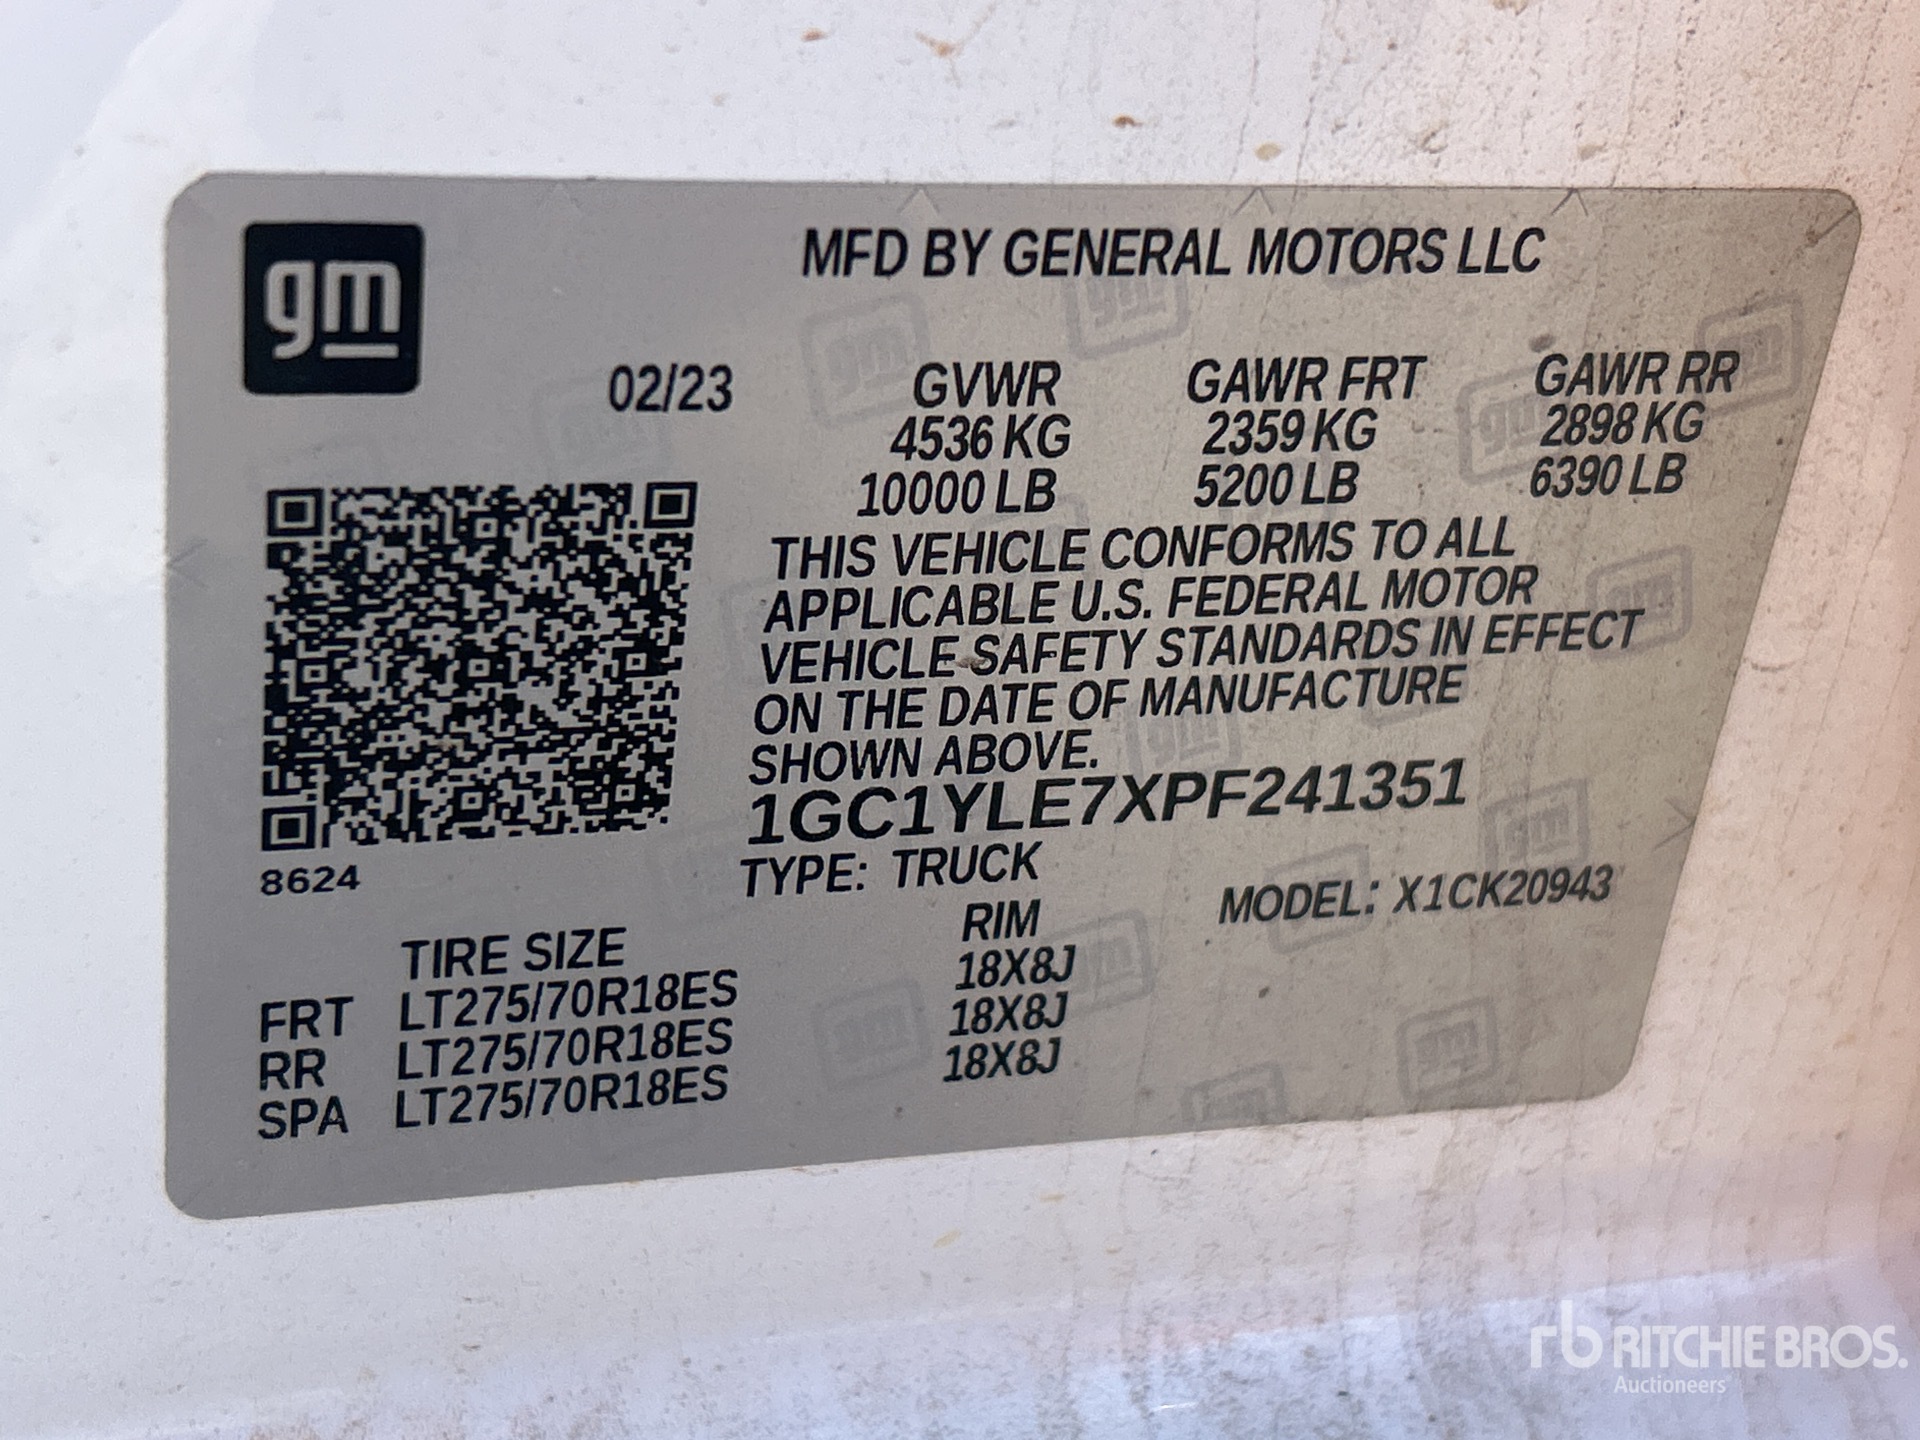 gm
MFD BY GENERAL MOTORS LLC
02/23 GVWR GAWR FRT GAWR RR
4536 KG 2359 KG 2898 KG
10000 LB 5200 LB 6390 LB
THIS VEHICLE CONFORMS TO ALL
APPLICABLE U.S. FEDERAL MOTOR
VEHICLE SAFETY STANDARDS IN EFFECT
ON THE DATE OF MANUFACTURE
SHOWN ABOVE.
1GC1YLE7XPF241351
8624
TYPE: TRUCK MODEL: X1CK20943
TIRE SIZE RIM
FRT LT275/70R18ES 18X8J
RR LT275/70R18ES 18X8J
SPA LT275/70R18ES 18X8J
rb RITCHIE BROS.
Auctioneers